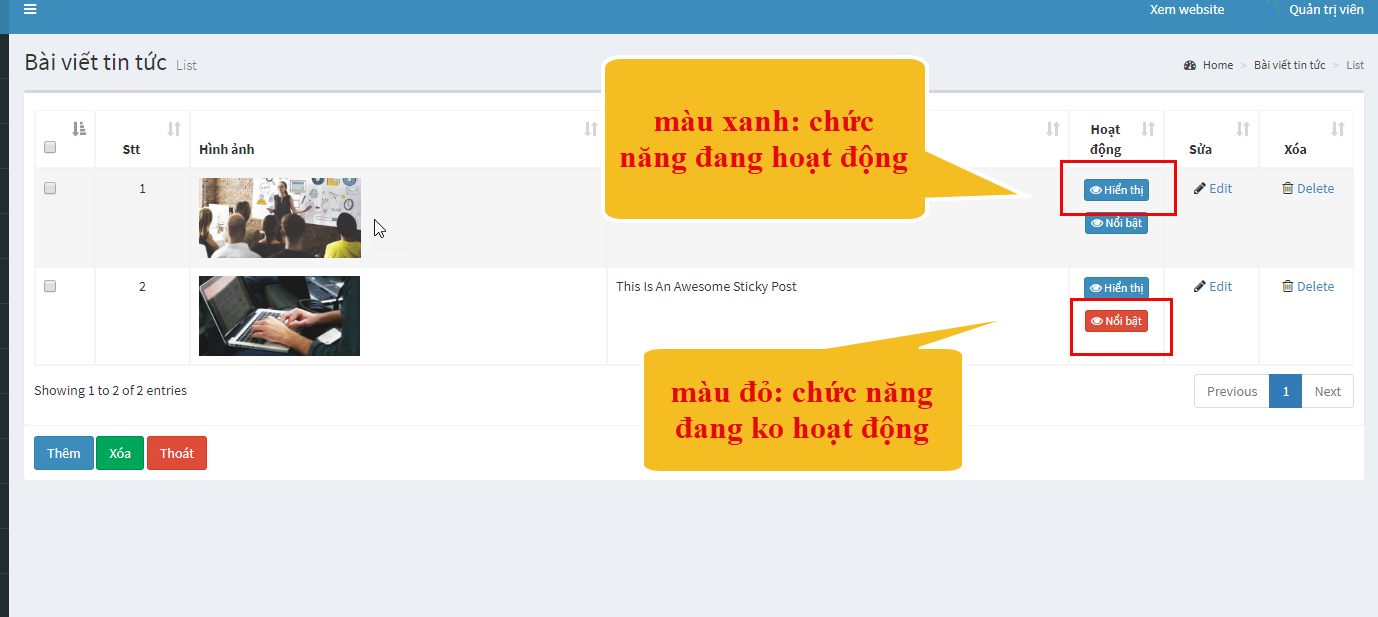 Xem website
Quản trị viên
Bài viết tin tức List
Home > Bài viết tin tức > List
màu xanh: chức
năng đang hoạt động
Stt
Hình ảnh
Hoạt
động
Sửa
Xóa
1
Hiển thị
Nổi bật
Edit
Delete
2
This Is An Awesome Sticky Post
Hiển thị
Nổi bật
Edit
Delete
màu đỏ: chức năng
đang ko hoạt động
Showing 1 to 2 of 2 entries
Previous 1 Next
Thêm Xóa Thoát